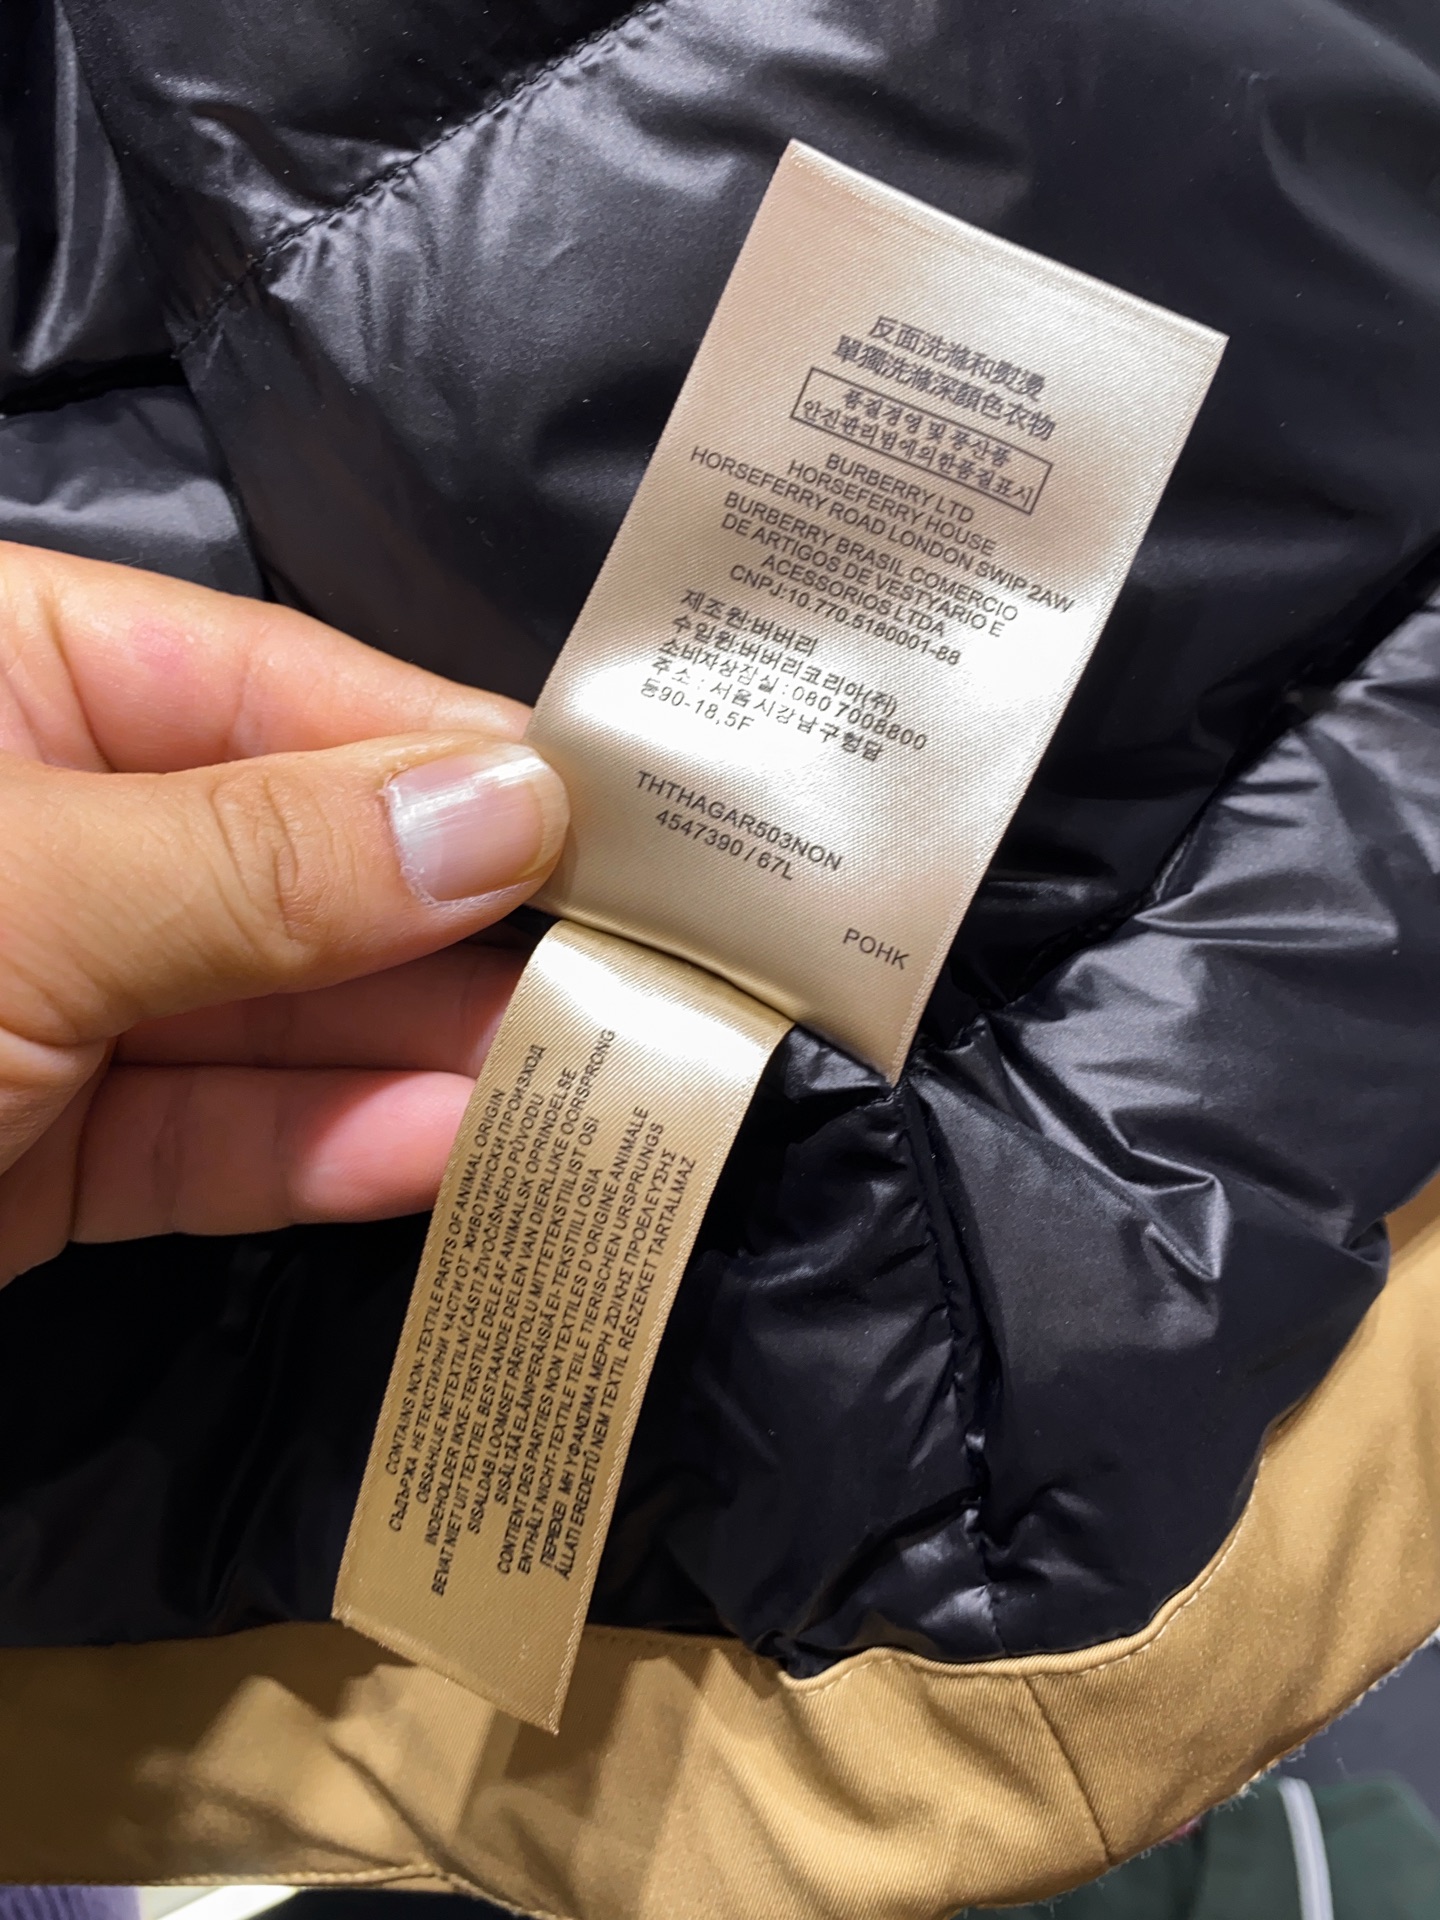 反面洗滌和熨燙
單獨洗滌深顏色衣物
품질경영 및 공산품
안전관리법에의한품질표시
BURBERRY LTD
HORSEFERRY HOUSE
HORSEFERRY ROAD LONDON SWIP 2AW
BURBERRY BRASIL COMERCIO
DE ARTIGOS DE VESTYARIO E
ACESSORIOS LTDA
CNPJ:10.770.5180001-88
제조원:버버리
수입원:버버리코리아(주)
소비자상담실:080 7008800
주소:서울시강남구청담
동90-18,5F
THTHAGAR503NON
4547390 / 67L
POHK
CONTAINS NON-TEXTILE PARTS OF ANIMAL ORIGIN
СЪДЪРЖА НЕТЕКСТИЛНИ ЧАСТИ ОТ ЖИВОТИНСКИ ПРОИЗХОД
OBSAHUJE NETEXTILNÍ ČÁSTI ŽIVOČIŠNÉHO PŮVODU
INDEHOLDER IKKE-TEKSTILE DELE AF ANIMALSK OPRINDELSE
BEVAT NIET UIT TEXTIEL BESTAANDE DELEN VAN DIERLIJKE OORSPRONG
SISALDAB LOOMSET PÄRITOLU MITTETEKSTIILIST OSI
SISÄLTÄÄ ELÄINPERÄISIÄ EI-TEKSTIILI OSIA
CONTIENT DES PARTIES NON TEXTILES D'ORIGINE ANIMALE
ENTHÄLT NICHT-TEXTILE TEILE TIERISCHEN URSPRUNGS
ΠΕΡΙΕΧΕΙ ΜΗ ΥΦΑΝΣΙΜΑ ΜΕΡΗ ΖΩΙΚΗΣ ΠΡΟΕΛΕΥΣΗΣ
ÁLLATI EREDETŰ NEM TEXTIL RÉSZEKET TARTALMAZ